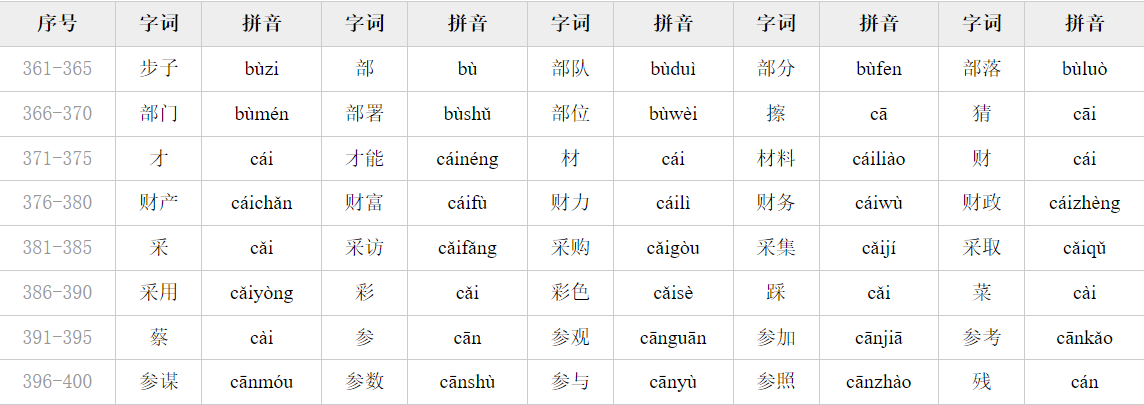 序号 字词 拼音 字词 拼音 字词 拼音 字词 拼音 字词 拼音
361-365 步子 bùzi 部 bù 部队 bùduì 部分 bùfen 部落 bùluò
366-370 部门 bùmén 部署 bùshǔ 部位 bùwèi 擦 cā 猜 cāi
371-375 才 cái 才能 cáinéng 材 cái 材料 cáiliào 财 cái
376-380 财产 cáichǎn 财富 cáifù 财力 cáilì 财务 cáiwù 财政 cáizhèng
381-385 采 cǎi 采访 cǎifǎng 采购 cǎigòu 采集 cǎijí 采取 cǎiqǔ
386-390 采用 cǎiyòng 彩 cǎi 彩色 cǎisè 踩 cǎi 菜 cài
391-395 蔡 cài 参 cān 参观 cānguān 参加 cānjiā 参考 cānkǎo
396-400 参谋 cānmóu 参数 cānshù 参与 cānyù 参照 cānzhào 残 cán